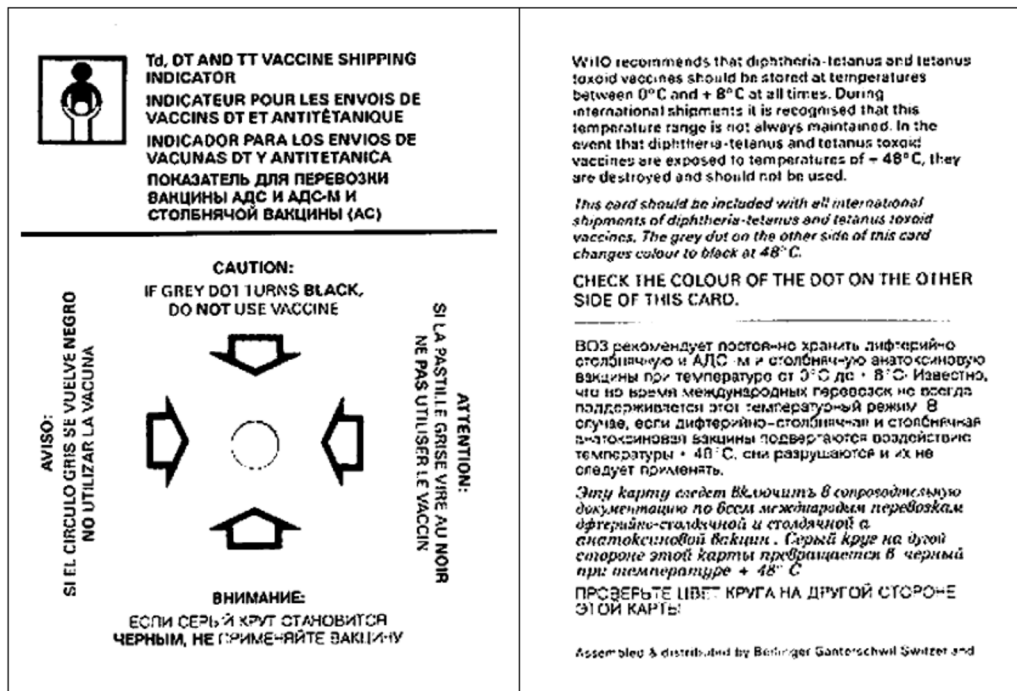 Td, DT AND TT VACCINE SHIPPING
INDICATOR
INDICATEUR POUR LES ENVOIS DE
VACCINS DT ET ANTITÉTANIQUE
INDICADOR PARA LOS ENVIOS DE
VACUNAS DT Y ANTITETANICA
ПОКАЗАТЕЛЬ ДЛЯ ПЕРЕВОЗКИ
ВАКЦИНЫ АДС И АДС-М И
СТОЛБНЯЧОЙ ВАКЦИНЫ (АС)
CAUTION:
IF GREY DOT TURNS BLACK,
DO NOT USE VACCINE
AVISO:
SI EL CIRCULO GRIS SE VUELVE NEGRO
NO UTILIZAR LA VACUNA
ATTENTION:
SI LA PASTILLE GRISE VIRE AU NOIR
NE PAS UTILISER LE VACCIN
ВНИМАНИЕ:
ЕСЛИ СЕРЫЙ КРУГ СТАНОВИТСЯ
ЧЕРНЫМ, НЕ ПРИМЕНЯЙТЕ ВАКЦИНУ
WHO recommends that diphtheria-tetanus and tetanus
toxoid vaccines should be stored at temperatures
between 0°C and + 8°C at all times. During
international shipments it is recognised that this
temperature range is not always maintained. In the
event that diphtheria-tetanus and tetanus toxoid
vaccines are exposed to temperatures of + 48°C, they
are destroyed and should not be used.
This card should be included with all international
shipments of diphtheria-tetanus and tetanus toxoid
vaccines. The grey dot on the other side of this card
changes colour to black at 48°C.
CHECK THE COLOUR OF THE DOT ON THE OTHER
SIDE OF THIS CARD.
ВОЗ рекомендует постоянно хранить дифтерийно
столбнячную и АДС -м и столбнячную анатоксиновую
вакцины при температуре от 0°C до + 8°C. Известно,
что во время международных перевозок не всегда
поддерживается этот температурный режим В
случае, если дифтерийно-столбнячная и столбнячная
анатоксиновая вакцины подвергаются воздействию
температуры + 48°C, они разрушаются и их не
следует применять.
Эту карту следет включить в
документацию по всем перевозкам
и столдячной а
анатоксиновой вакцин . Серый круг на
стороне этой карты превращается в черный
при температуре + 48° C
ПРОВЕРЬТЕ ЦВЕТ КРУГА НА ДРУГОЙ СТОРОНЕ
ЭТОЙ КАРТЫ
Assembled & distributed by Berlinger Ganterschwil Switzerland